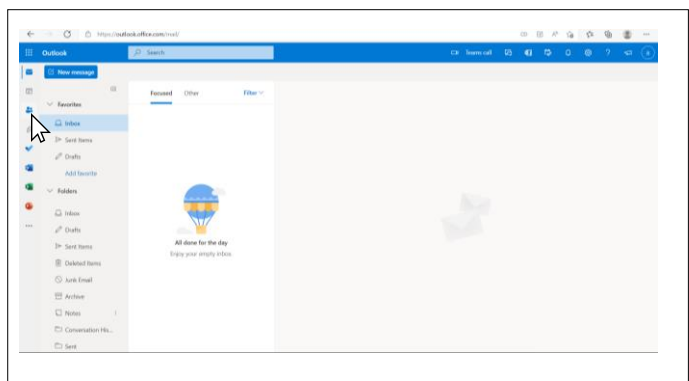 https://outlook.office.com/mail/
Outlook
Search
Teams call
New message
Favorites
Inbox
Sent Items
Drafts
Add favorite
Folders
Inbox
Drafts
Sent Items
Deleted Items
Junk Email
Archive
Notes
Conversation His...
Sent
Focused Other Filter
All done for the day
Enjoy your empty inbox.